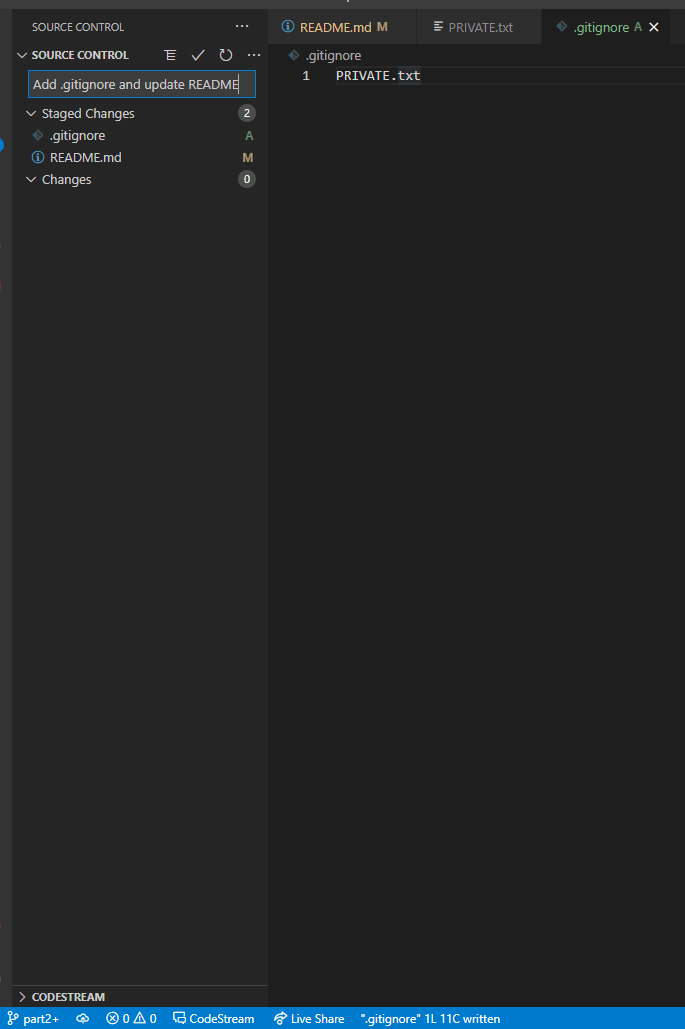 SOURCE CONTROL
README.md M
PRIVATE.txt
.gitignore A
SOURCE CONTROL
.gitignore
Add .gitignore and update README
1 PRIVATE.txt
Staged Changes 2
.gitignore A
README.md M
Changes 0
CODESTREAM
part2+ 0 0 CodeStream Live Share ".gitignore" 1L 11C written